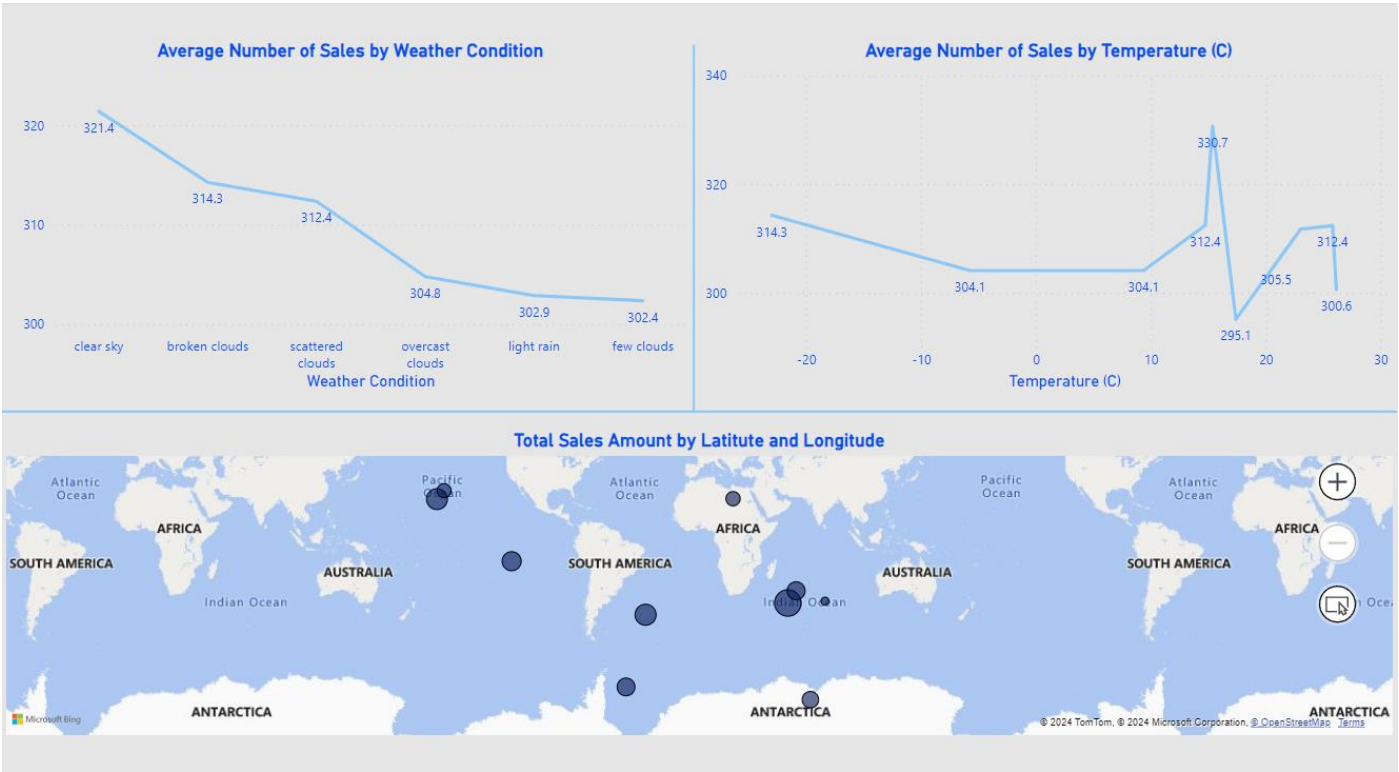 Average Number of Sales by Weather Condition
320
310
300
321.4
314.3
312.4
304.8
302.9
302.4
clear sky
broken clouds
scattered
clouds
overcast
clouds
light rain
few clouds
Weather Condition
Average Number of Sales by Temperature (C)
340
320
300
314.3
304.1
304.1
312.4
330.7
295.1
305.5
312.4
300.6
-20
-10
0
10
20
30
Temperature (C)
Total Sales Amount by Latitute and Longitude
Atlantic
Ocean
Pacific
Ocean
Atlantic
Ocean
Pacific
Ocean
Atlantic
Ocean
AFRICA
AFRICA
AFRICA
SOUTH AMERICA
AUSTRALIA
SOUTH AMERICA
AUSTRALIA
SOUTH AMERICA
Indian Ocean
Indian Ocean
Oce
ANTARCTICA
ANTARCTICA
ANTARCTICA
Microsoft Bing
© 2024 TomTom, © 2024 Microsoft Corporation, © OpenStreetMap Terms